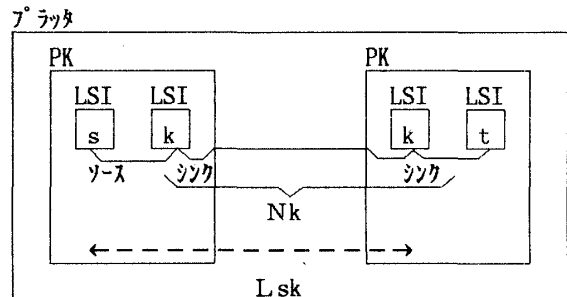 プラッタ
PK PK
LSI LSI LSI LSI
s k k t
ソース シンク シンク
Nk
Lsk